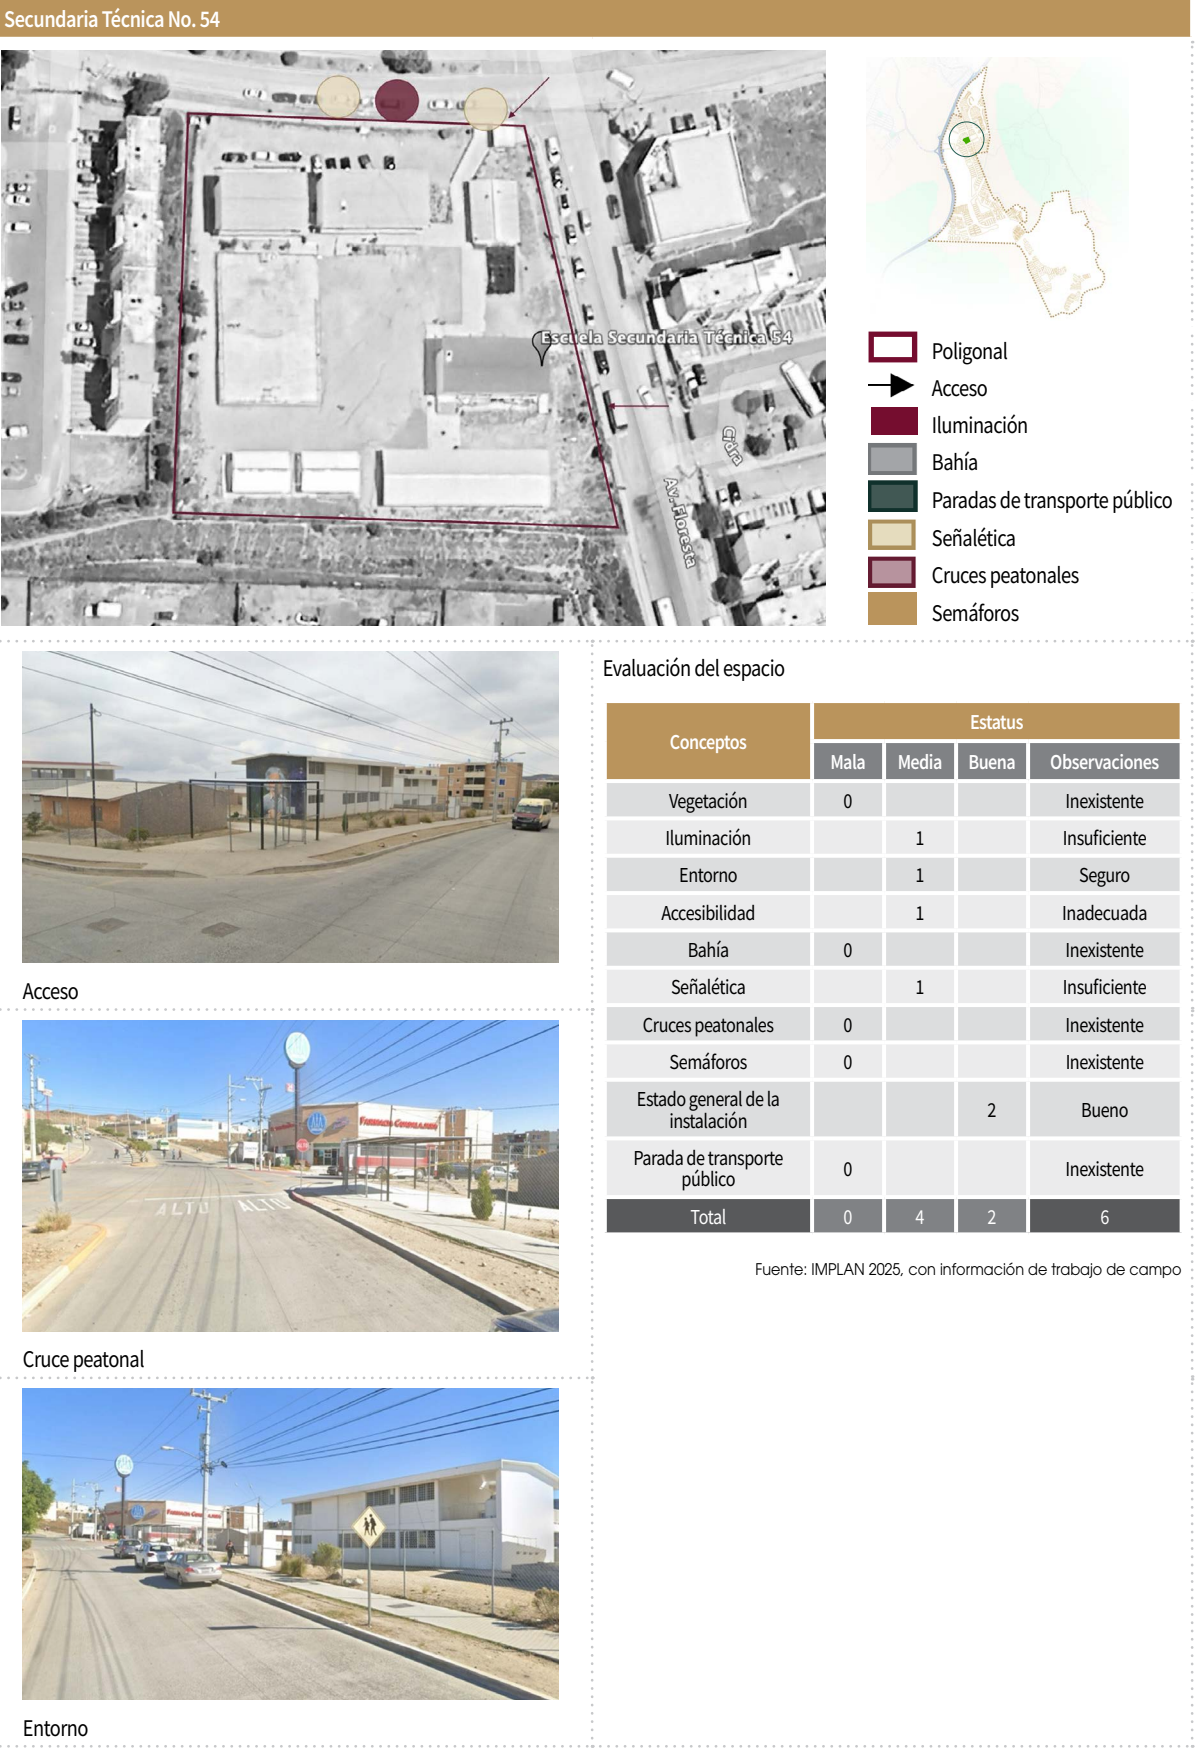 Secundaria Técnica No. 54
Escuela Secundaria Técnica 54
Cidra
Av. Floresta
Poligonal
Acceso
Iluminación
Bahía
Paradas de transporte público
Señalética
Cruces peatonales
Semáforos
Acceso
ALTO ALTO
Cruce peatonal
Entorno
Evaluación del espacio
Conceptos
Estatus
Mala Media Buena Observaciones
Vegetación 0 Inexistente
Iluminación 1 Insuficiente
Entorno 1 Seguro
Accesibilidad 1 Inadecuada
Bahía 0 Inexistente
Señalética 1 Insuficiente
Cruces peatonales 0 Inexistente
Semáforos 0 Inexistente
Estado general de la
instalación 2 Bueno
Parada de transporte
público 0 Inexistente
Total 0 4 2 6
Fuente: IMPLAN 2025, con información de trabajo de campo